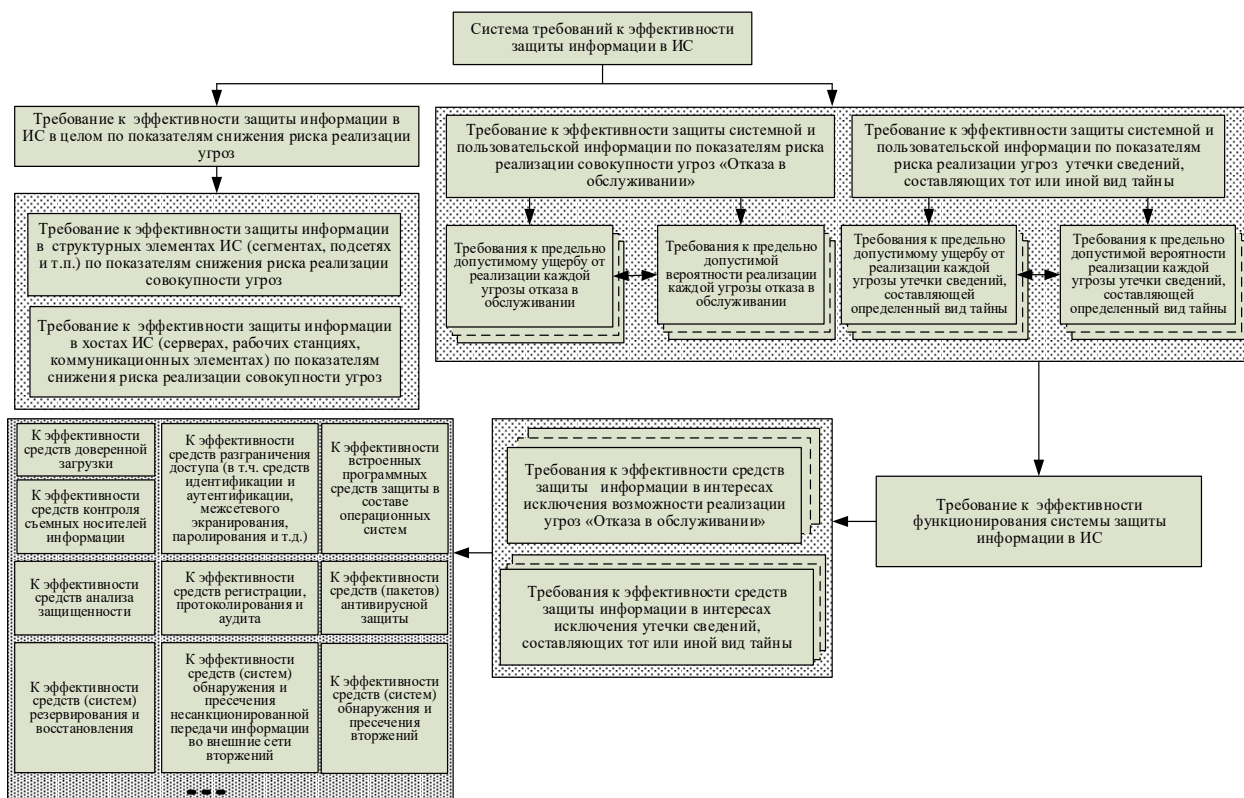 Система требований к эффективности
защиты информации в ИС
Требование к эффективности защиты информации в
ИС в целом по показателям снижения риска реализации
угроз
Требование к эффективности защиты информации
в структурных элементах ИС (сегментах, подсетях
и т.п.) по показателям снижения риска реализации
совокупности угроз
Требование к эффективности защиты информации
в хостах ИС (серверах, рабочих станциях,
коммуникационных элементах) по показателям
снижения риска реализации совокупности угроз
Требование к эффективности защиты системной и
пользовательской информации по показателям риска
реализации совокупности угроз «Отказа в
обслуживании»
Требование к эффективности защиты системной и
пользовательской информации по показателям
риска реализации угроз утечки сведений,
составляющих тот или иной вид тайны
Требования к предельно
допустимому ущербу от
реализации каждой
угрозы отказа в
обслуживании
Требования к предельно
допустимой
вероятности реализации
каждой угрозы отказа в
обслуживании
Требования к предельно
допустимому ущербу от
реализации каждой
угрозы утечки сведений,
составляющей
определенный вид тайны
Требования к предельно
допустимой вероятности
реализации каждой
угрозы утечки сведений,
составляющей
определенный вид тайны
Требование к эффективности
функционирования системы защиты
информации в ИС
Требования к эффективности средств
защиты информации в интересах
исключения возможности реализации
угроз «Отказа в обслуживании»
Требования к эффективности средств
защиты информации в интересах
исключения утечки сведений,
составляющих тот или иной вид тайны
К эффективности
средств доверенной
загрузки
К эффективности
средств контроля
съемных носителей
информации
К эффективности
средств разграничения
доступа (в т.ч. средств
идентификации и
аутентификации,
межсетевого
экранирования,
паролирования и т.д.)
К эффективности
встроенных
программных
средств защиты в
составе
операционных
систем
К эффективности
средств анализа
защищенности
К эффективности
средств регистрации,
протоколирования и
аудита
К эффективности
средств (пакетов)
антивирусной
защиты
К эффективности
средств (систем)
резервирования и
восстановления
К эффективности
средств (систем)
обнаружения и
пресечения
несанкционированной
передачи информации
во внешние сети
вторжений
К эффективности
средств (систем)
обнаружения и
пресечения
вторжений